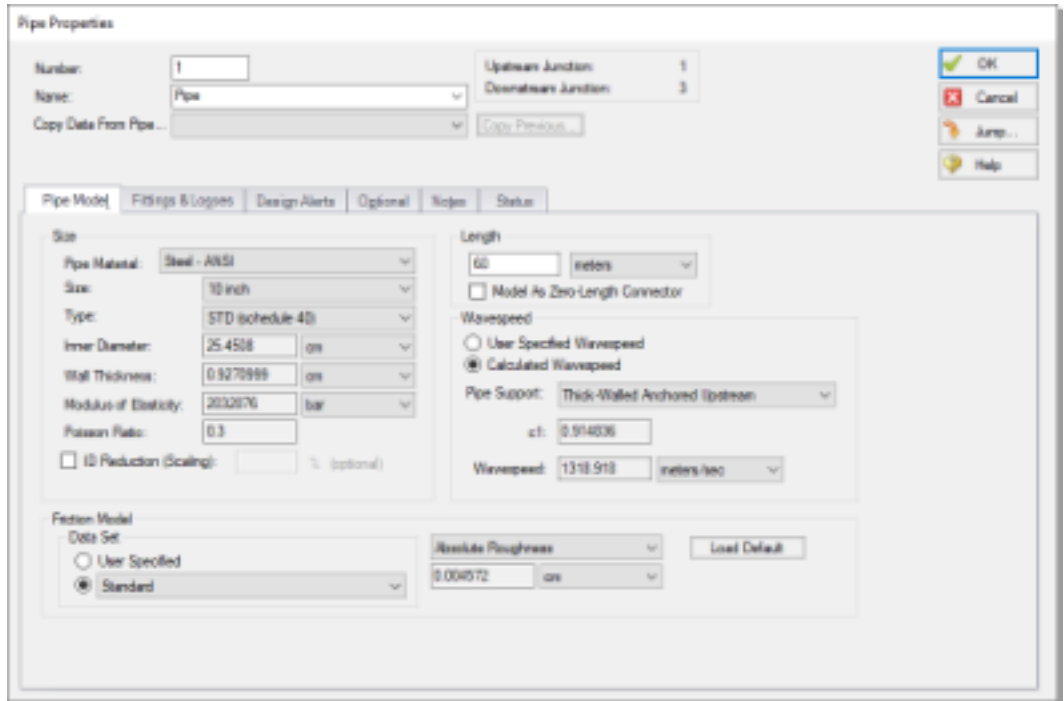 Pipe Properties
Number: 1
Upstream Junction: 1
OK
Name: Pipe
Downstream Junction: 3
Cancel
Copy Data From Pipe... Copy Previous...
Jump...
Help
Pipe Model Fittings & Losses Design Alerts Optional Notes Status
Size
Pipe Material: Steel - ANSI
Size: 10 inch
Type: STD (schedule 40)
Inner Diameter: 25.4508 cm
Wall Thickness: 0.9270999 cm
Modulus of Elasticity: 2032076 bar
Poisson Ratio: 0.3
ID Reduction (Scaling): % (optional)
Length
60 meters
Model As Zero-Length Connector
Wavespeed
User Specified Wavespeed
Calculated Wavespeed
Pipe Support: Thick-Walled Anchored Upstream
c1: 0.914836
Wavespeed: 1318.918 meters/sec
Friction Model
Data Set
User Specified
Standard
Absolute Roughness
Load Default
0.004572 cm